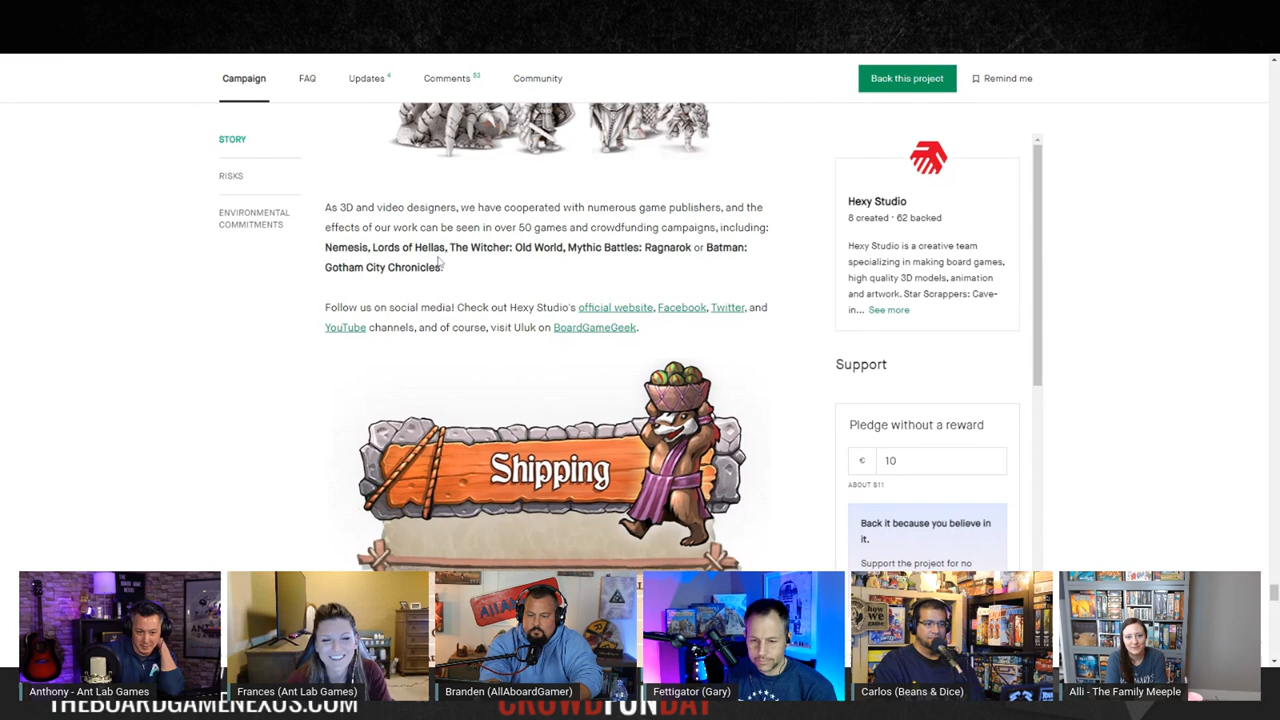 Campaign
FAQ
Updates 4
Comments 53
Community
Back this project
Remind me
STORY
RISKS
ENVIRONMENTAL
COMMITMENTS
As 3D and video designers, we have cooperated with numerous game publishers, and the
effects of our work can be seen in over 50 games and crowdfunding campaigns, including:
Nemesis, Lords of Hellas, The Witcher: Old World, Mythic Battles: Ragnarok or Batman:
Gotham City Chronicles.
Follow us on social media! Check out Hexy Studio's official website, Facebook, Twitter, and
YouTube channels, and of course, visit Uluk on BoardGameGeek.
Shipping
Hexy Studio
8 created · 62 backed
Hexy Studio is a creative team
specializing in making board games,
high quality 3D models, animation
and artwork. Star Scrappers: Cave-
in... See more
Support
Pledge without a reward
€ 10
ABOUT $11
Back it because you believe in
it.
Support the project for no
Anthony - Ant Lab Games
Frances (Ant Lab Games)
Branden (AllAboardGamer)
Fettigator (Gary)
how we game
Carlos (Beans & Dice)
Alli - The Family Meeple
THEBOARDGAMENEXUS.COM
CROWDFUNDAY